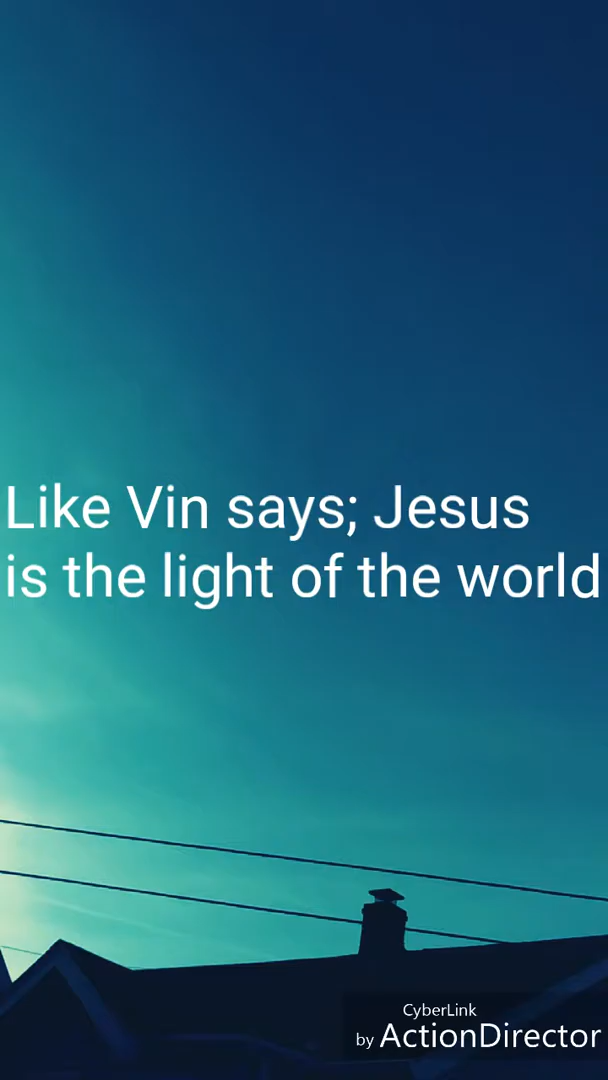 Like Vin says; Jesus
is the light of the world
CyberLink
by ActionDirector